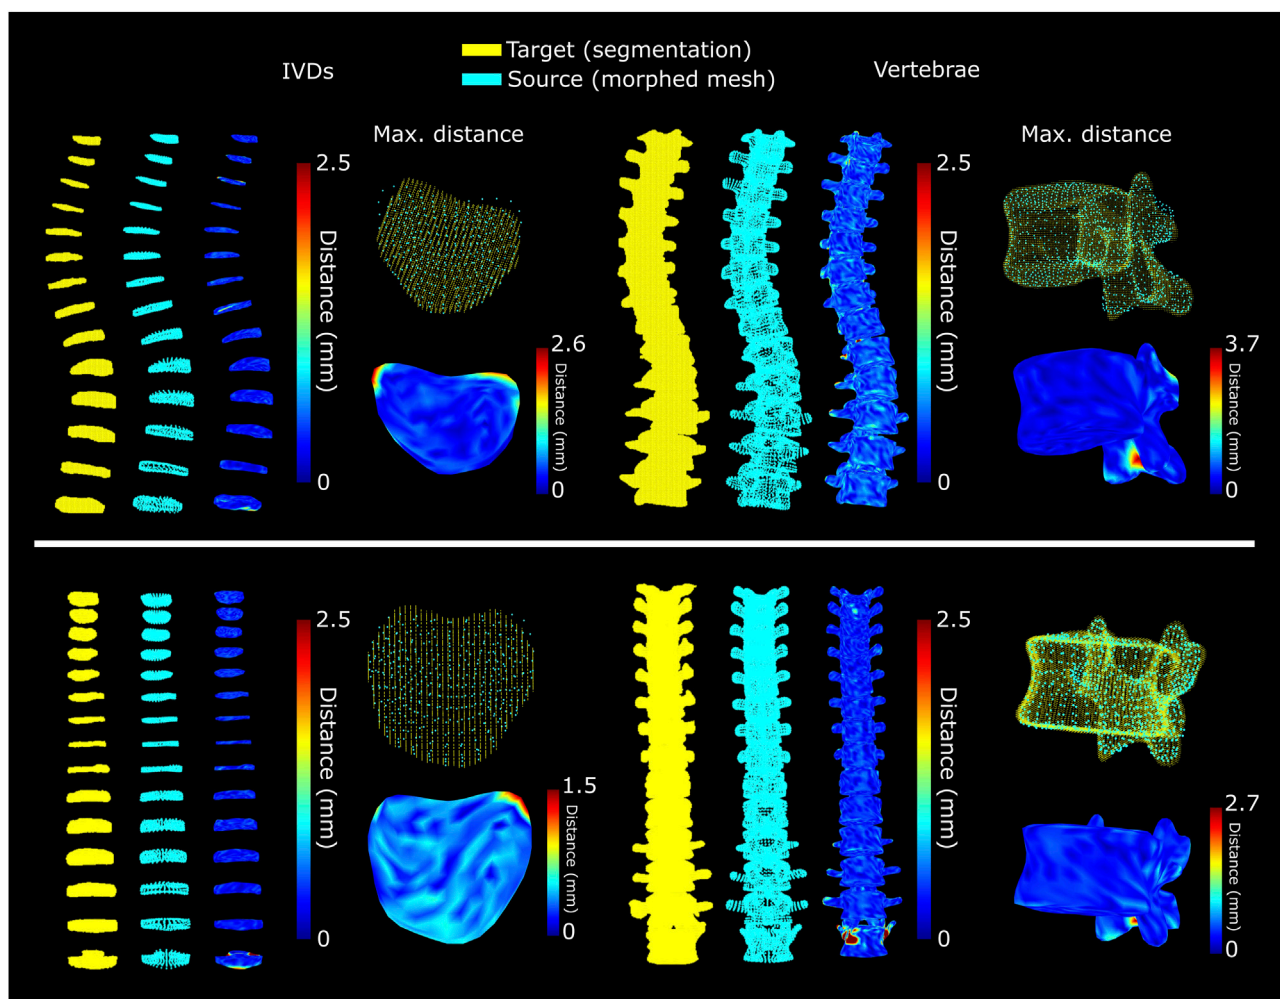 IVDs
Target (segmentation)
Source (morphed mesh)
Vertebrae
Max. distance
2.5
Distance (mm)
0
2.6
Distance (mm)
0
2.5
Distance (mm)
0
Max. distance
3.7
Distance (mm)
0
2.5
Distance (mm)
0
1.5
Distance (mm)
0
2.5
Distance (mm)
0
2.7
Distance (mm)
0